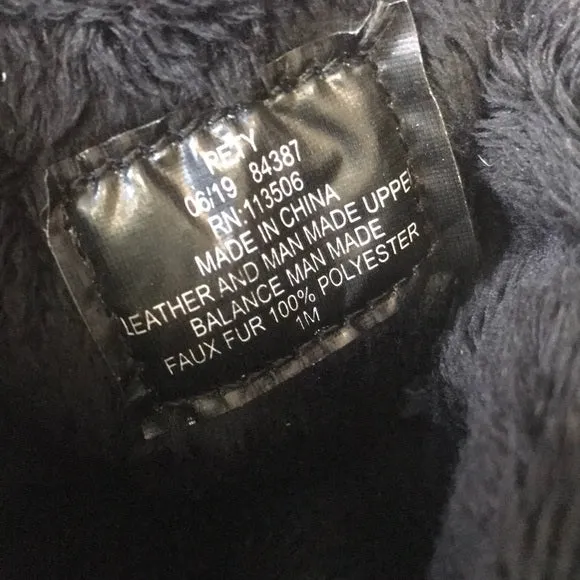 RETY
06/19 84387
RN:113506
MADE IN CHINA
LEATHER AND MAN MADE UPPER
BALANCE MAN MADE
FAUX FUR 100% POLYESTER
1M